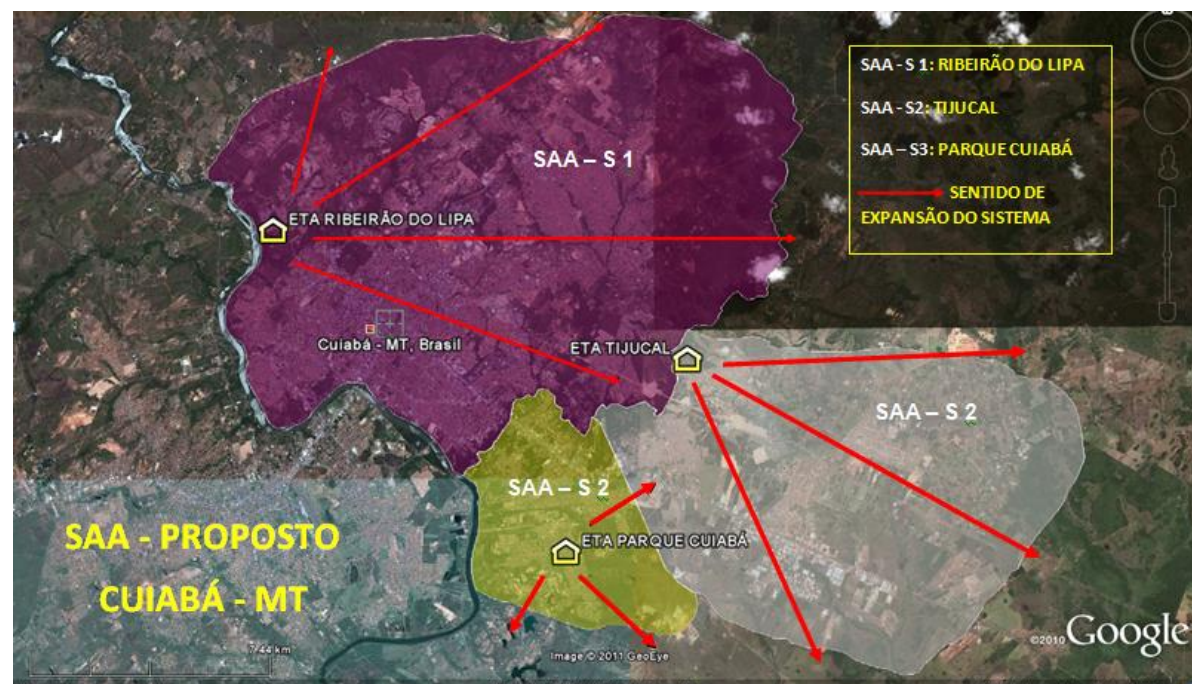 SAA - S 1: RIBEIRÃO DO LIPA
SAA - S2: TIJUCAL
SAA – S3: PARQUE CUIABÁ
SENTIDO DE
EXPANSÃO DO SISTEMA
SAA – S 1
ETA RIBEIRÃO DO LIPA
Cuiabá - MT, Brasil
ETA TIJUCAL
SAA – S 2
SAA – S 2
ETA PARQUE CUIABÁ
SAA - PROPOSTO
CUIABÁ - MT
7.44 km
Image © 2011 GeoEye
©2010 Google